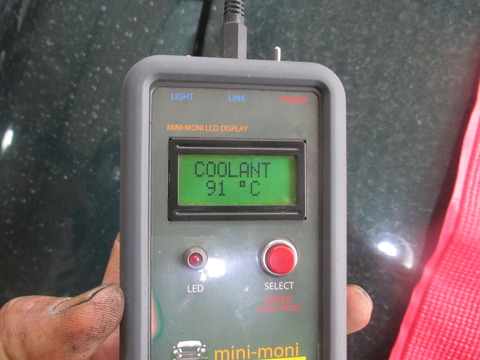 LIGHT LINK
MINI-MONI LCD DISPLAY
COOLANT
91 °C
LED SELECT
mini-moni